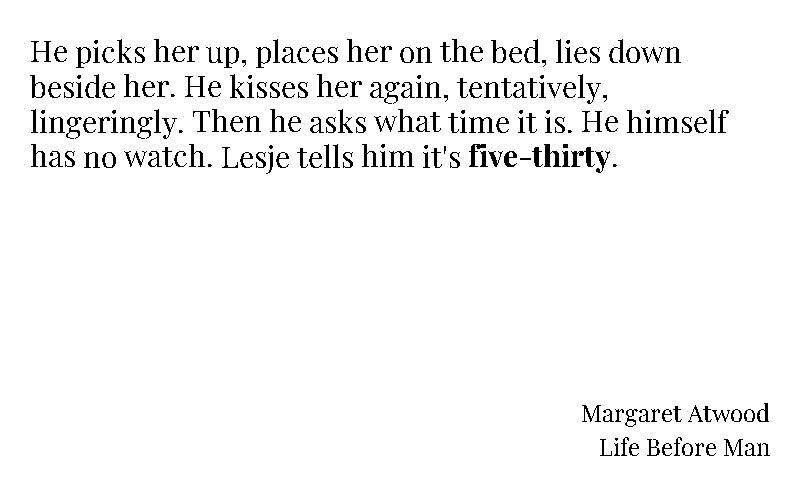 He picks her up, places her on the bed, lies down
beside her. He kisses her again, tentatively,
lingeringly. Then he asks what time it is. He himself
has no watch. Lesje tells him it's five-thirty.
Margaret Atwood
Life Before Man